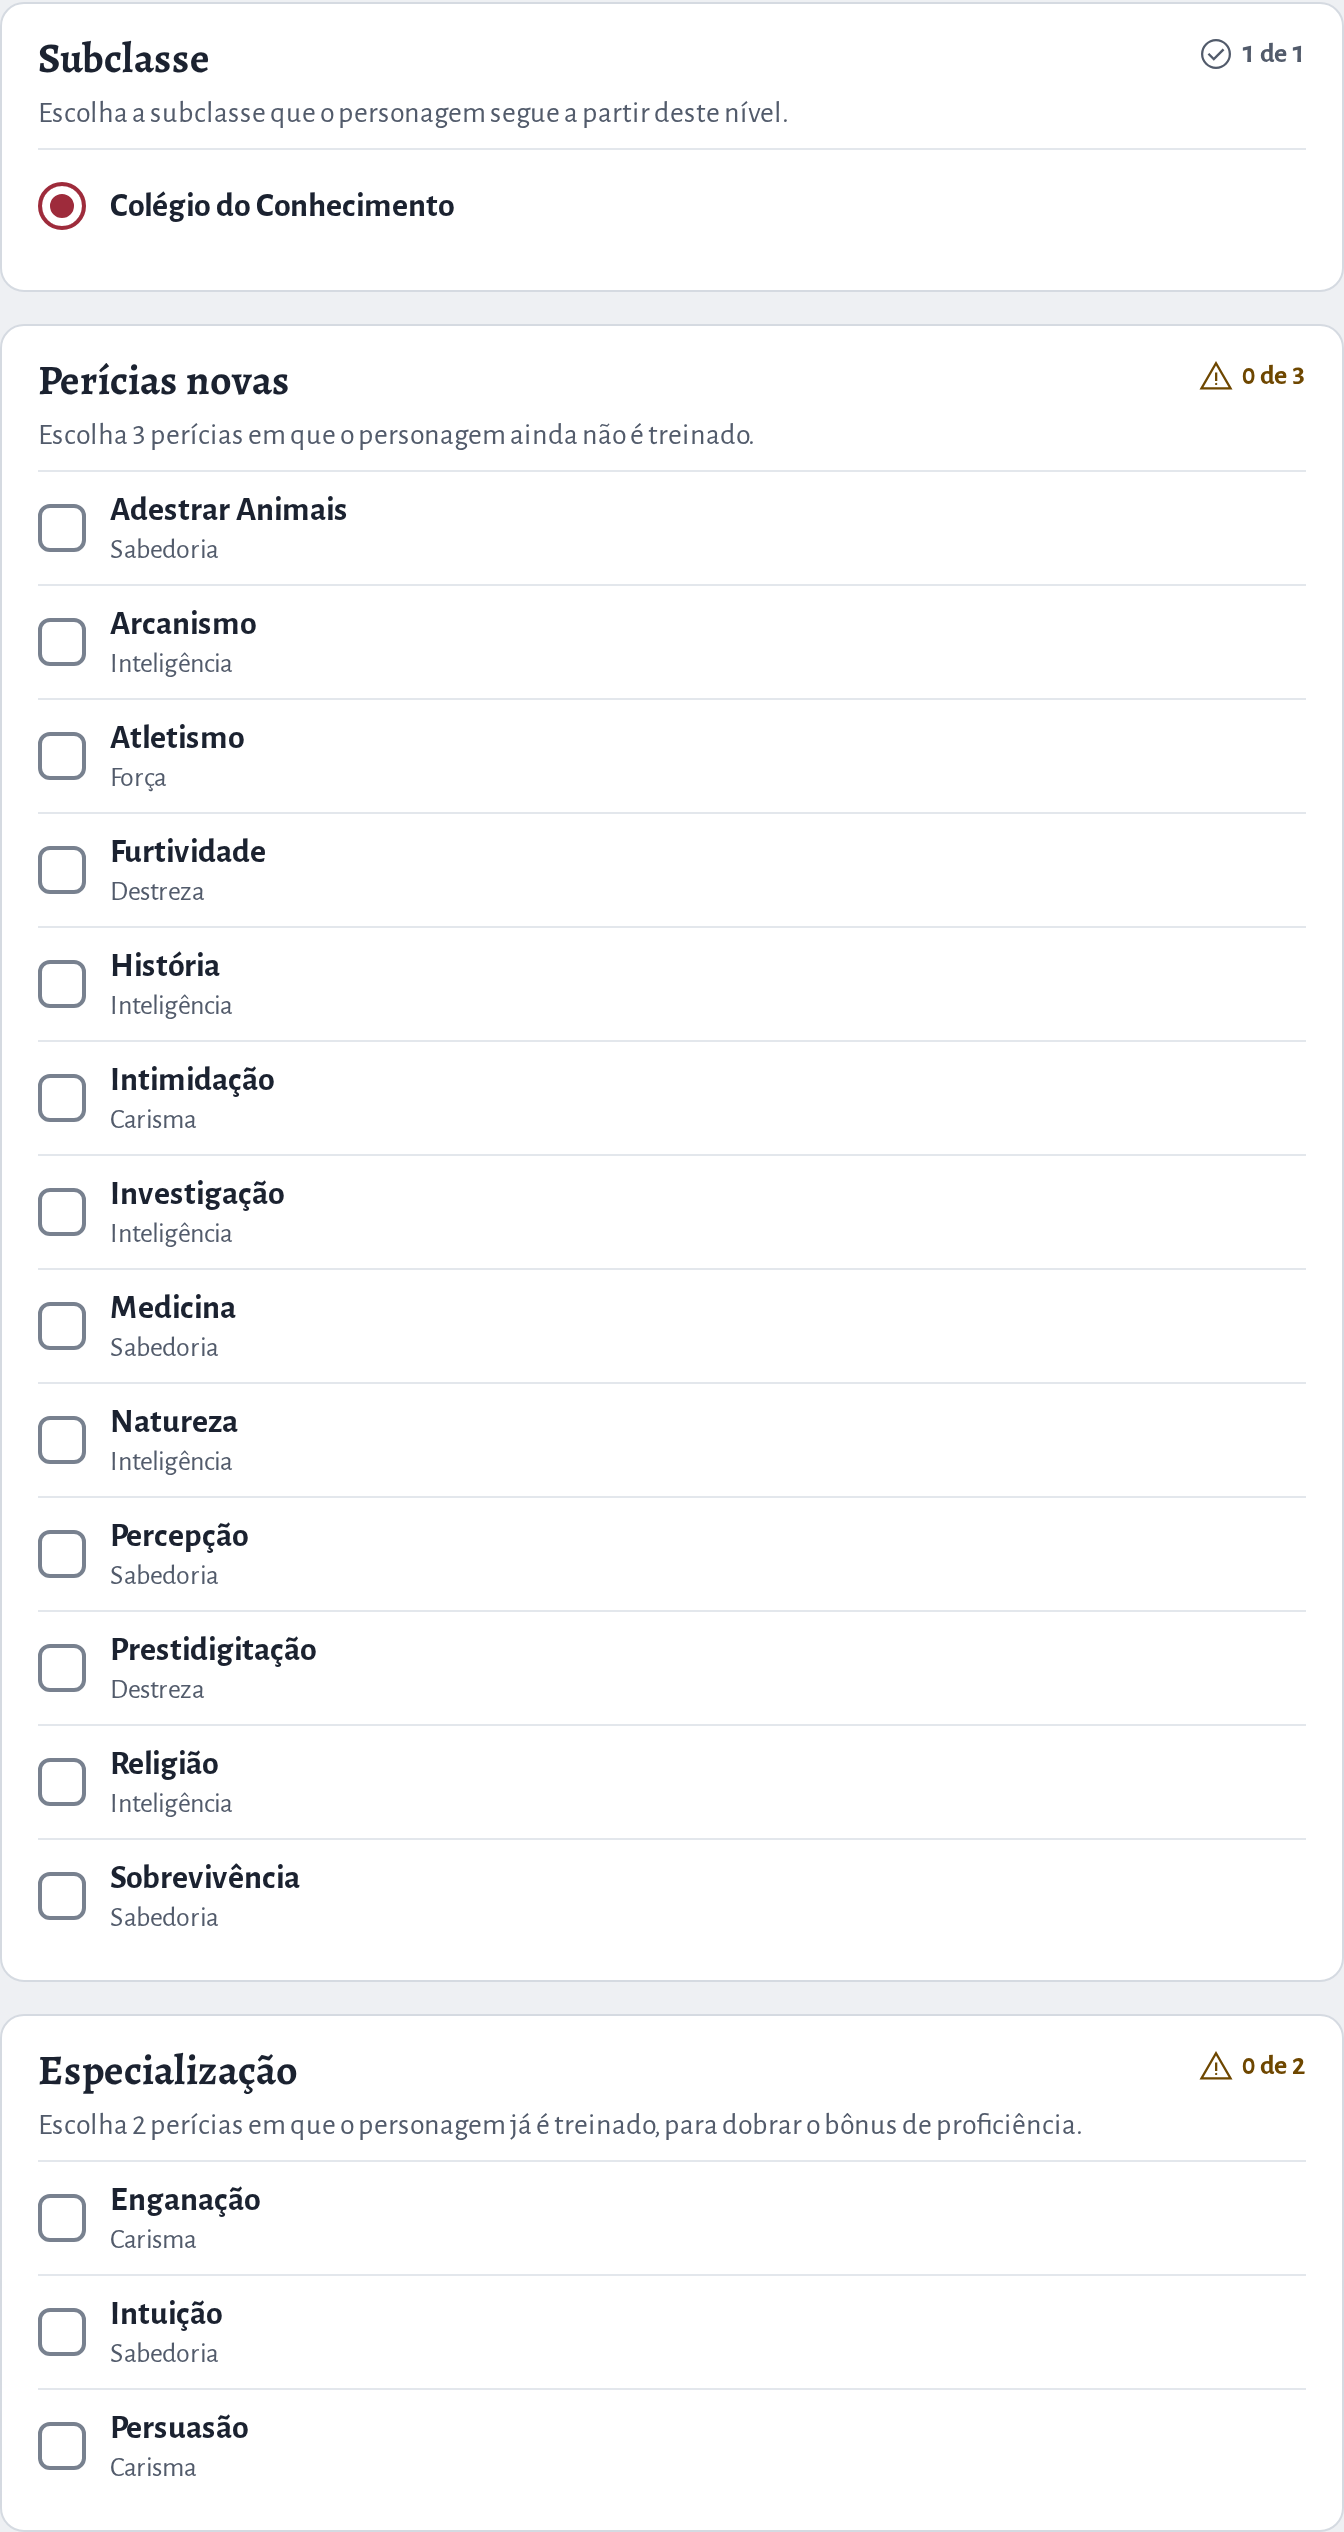 Subclasse
1 de 1
Escolha a subclasse que o personagem segue a partir deste nível.
Colégio do Conhecimento
Perícias novas
0 de 3
Escolha 3 perícias em que o personagem ainda não é treinado.
Adestrar Animais
Sabedoria
Arcanismo
Inteligência
Atletismo
Força
Furtividade
Destreza
História
Inteligência
Intimidação
Carisma
Investigação
Inteligência
Medicina
Sabedoria
Natureza
Inteligência
Percepção
Sabedoria
Prestidigitação
Destreza
Religião
Inteligência
Sobrevivência
Sabedoria
Especialização
0 de 2
Escolha 2 perícias em que o personagem já é treinado, para dobrar o bônus de proficiência.
Enganação
Carisma
Intuição
Sabedoria
Persuasão
Carisma